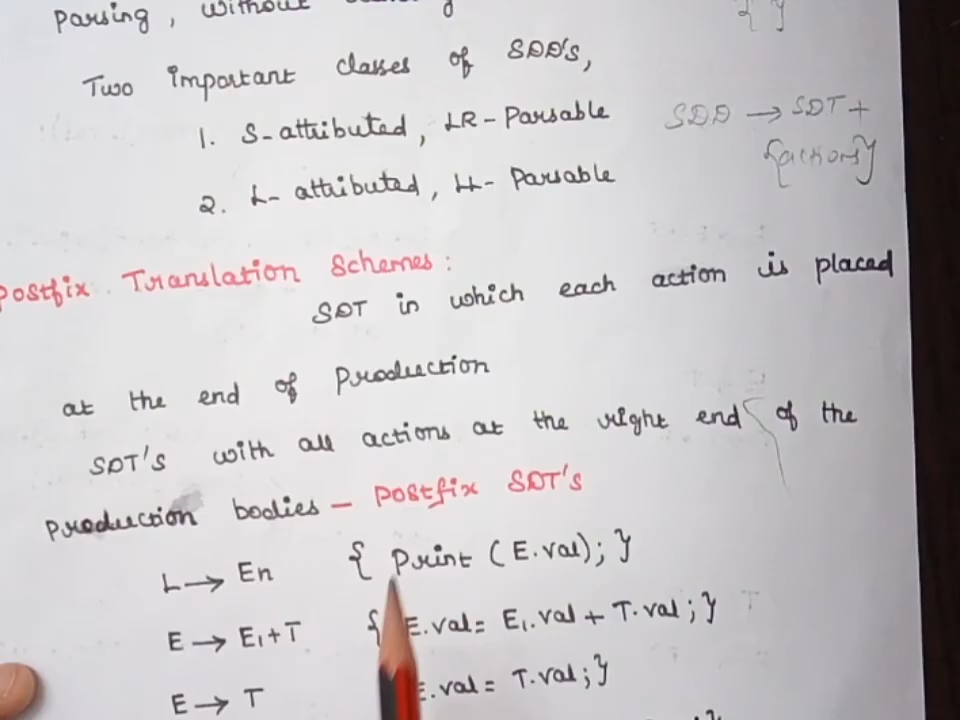 Parsing, without
{ }
Two important classes of SDD'S,
1. S-attributed, LR-Parsable
2. L-attributed, LL-Parsable
SDD → SDT +
{actions}
Postfix Translation Schemes:
SDT in which each action is placed
at the end of Production
SDT'S with all actions at the right end of the
Production bodies - Postfix SDT'S
L → En { Print (E.val); }
E → E₁+T { E.val = E₁.val + T.val; }
E → T E.val = T.val; }